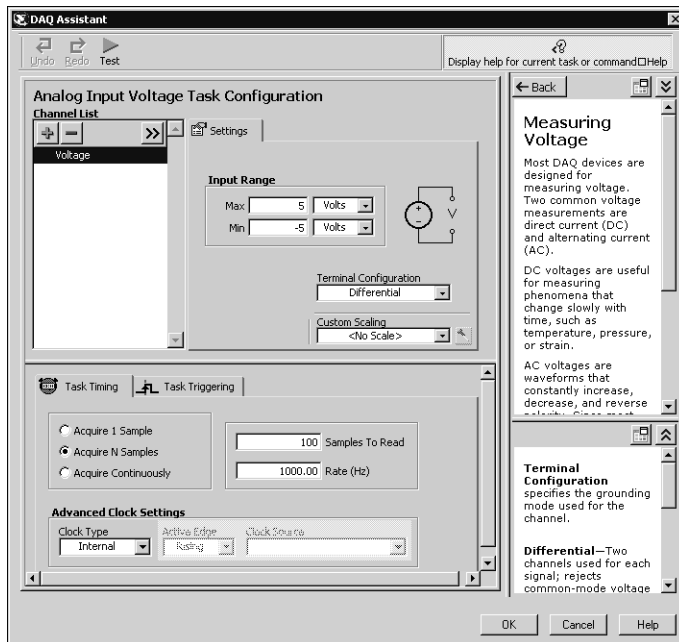 DAQ Assistant
Undo Redo Test
Display help for current task or command□Help
Analog Input Voltage Task Configuration
Channel List
Voltage
Settings
Input Range
Max 5 Volts
Min -5 Volts
V
Terminal Configuration
Differential
Custom Scaling
<No Scale>
Task Timing
Task Triggering
Acquire 1 Sample
Acquire N Samples
Acquire Continuously
100 Samples To Read
1000.00 Rate (Hz)
Advanced Clock Settings
Clock Type
Internal
Active Edge
Rising
Clock Source
Back
Measuring
Voltage
Most DAQ devices are
designed for
measuring voltage.
Two common voltage
measurements are
direct current (DC)
and alternating current
(AC).
DC voltages are useful
for measuring
phenomena that
change slowly with
time, such as
temperature, pressure,
or strain.
AC voltages are
waveforms that
constantly increase,
decrease, and reverse
polarity. Since most
Terminal
Configuration
specifies the grounding
mode used for the
channel.
Differential—Two
channels used for each
signal; rejects
common-mode voltage
OK Cancel Help